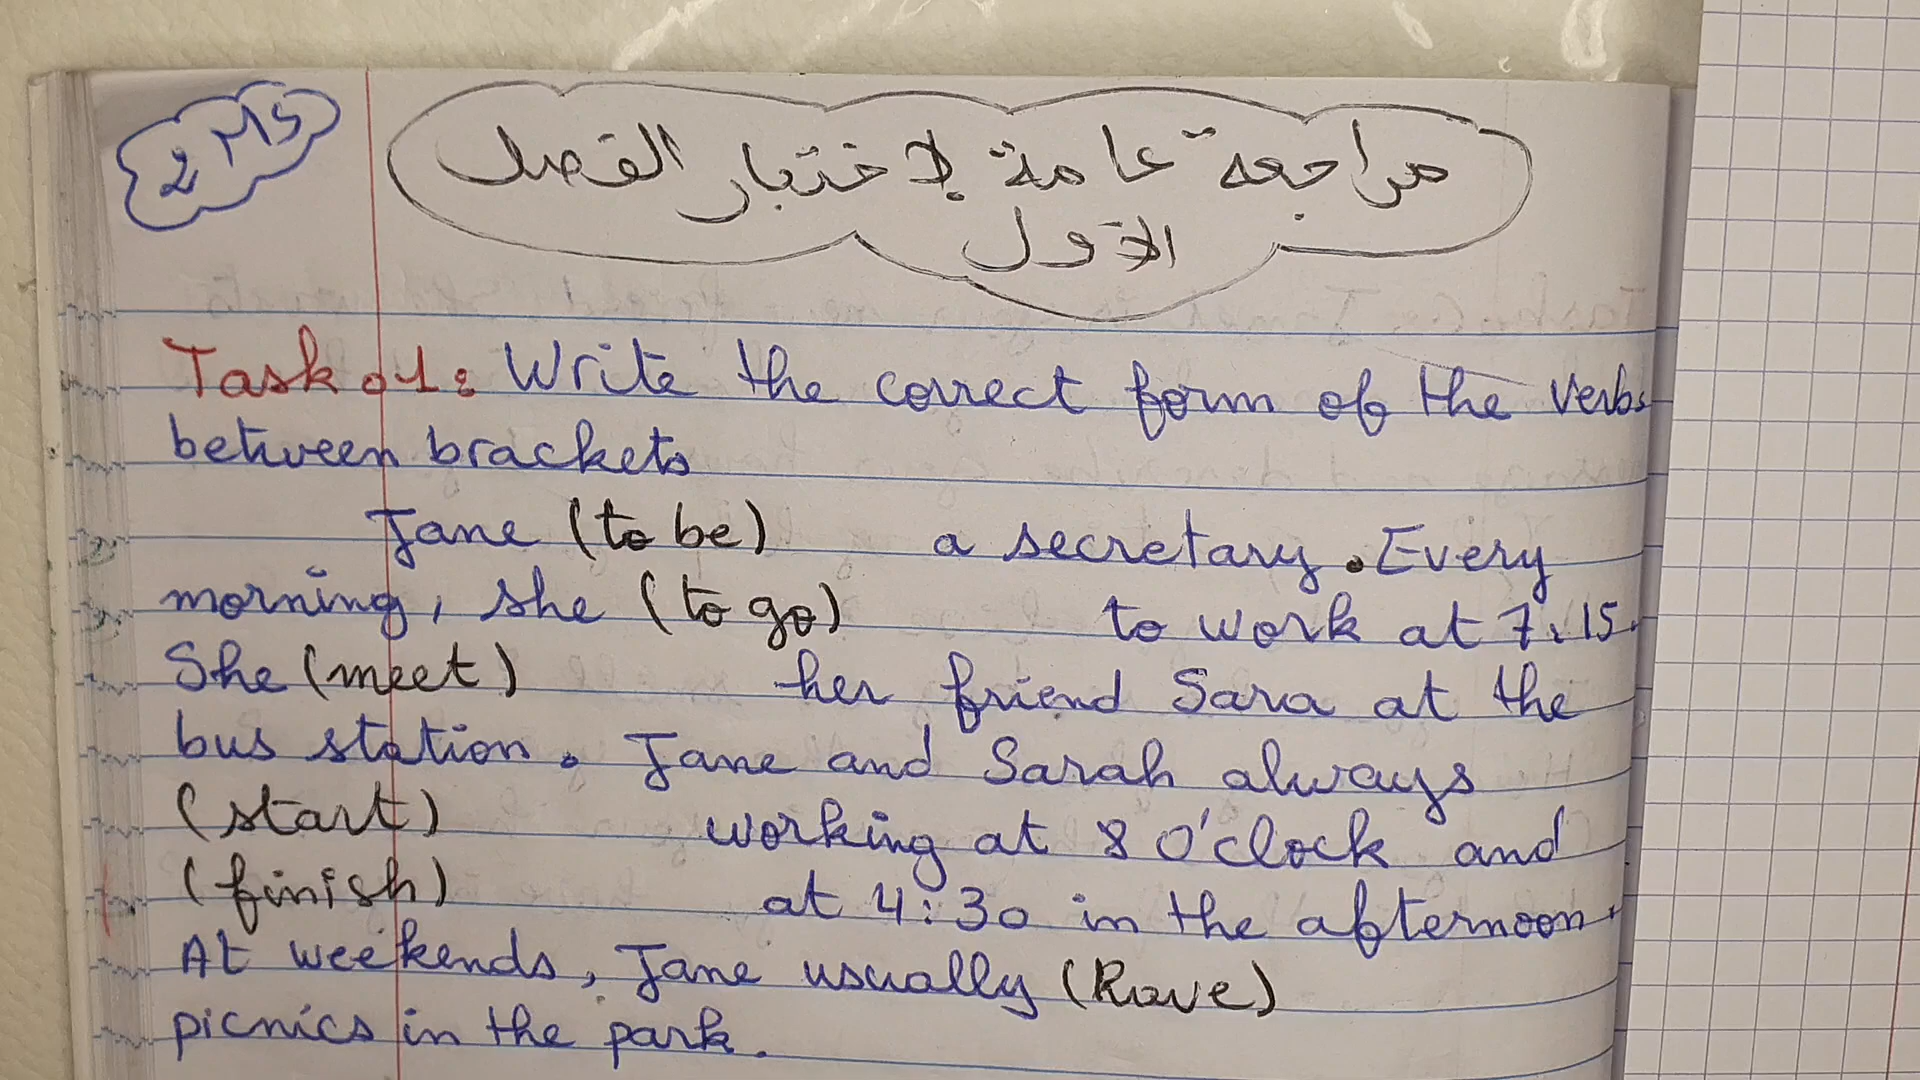 2 MS
مراجعة عامة لاختبار الفصل
الأول
Task 01: Write the correct form of the verbs
between brackets
Jane (to be) a secretary. Every
morning, she (to go) to work at 7:15.
She (meet) her friend Sara at the
bus station. Jane and Sarah always
(start) working at 8 O'clock and
(finish) at 4:30 in the afternoon.
At weekends, Jane usually (have)
picnics in the park.